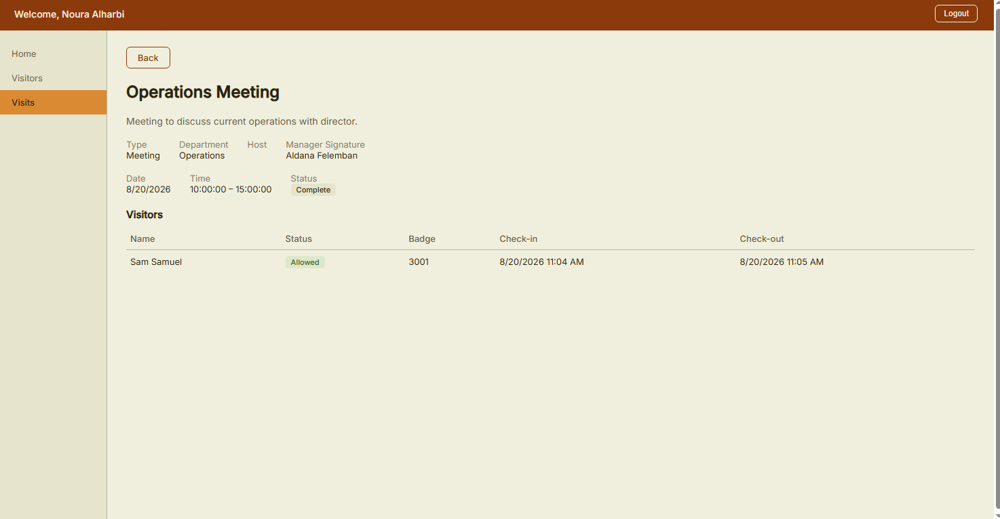 Welcome, Noura Alharbi
Logout
Home
Visitors
Visits
Back
Operations Meeting
Meeting to discuss current operations with director.
Type Department Host Manager Signature
Meeting Operations Aldana Felemban
Date Time Status
8/20/2026 10:00:00 – 15:00:00 Complete
Visitors
Name Status Badge Check-in Check-out
Sam Samuel Allowed 3001 8/20/2026 11:04 AM 8/20/2026 11:05 AM